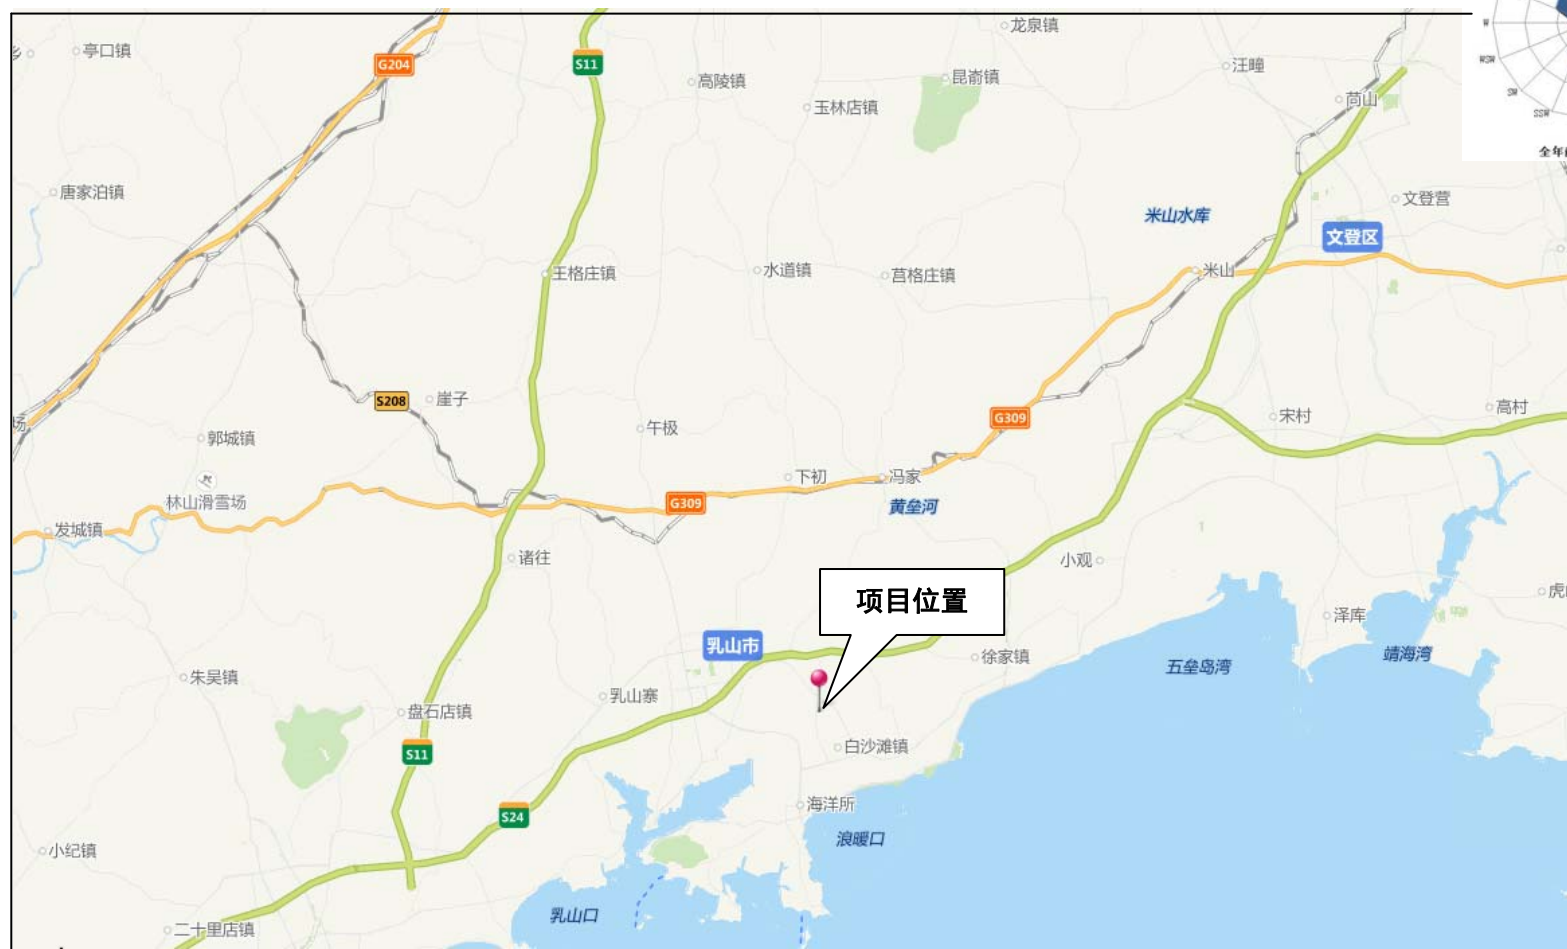 龙泉镇
W
亭口镇
G204
S11
汪疃
WSW
昆嵛镇
高陵镇
SW
苘山
玉林店镇
SSW
唐家泊镇
文登营
米山水库
文登区
王格庄镇
水道镇
莒格庄镇
米山
S208
崖子
高村
宋村
G309
场
午极
郭城镇
下初
冯家
林山滑雪场
G309
黄垒河
发城镇
诸往
小观
项目位置
泽库
乳山市
徐家镇
靖海湾
五垒岛湾
朱吴镇
乳山寨
盘石店镇
白沙滩镇
S11
海洋所
S24
浪暖口
小纪镇
乳山口
二十里店镇